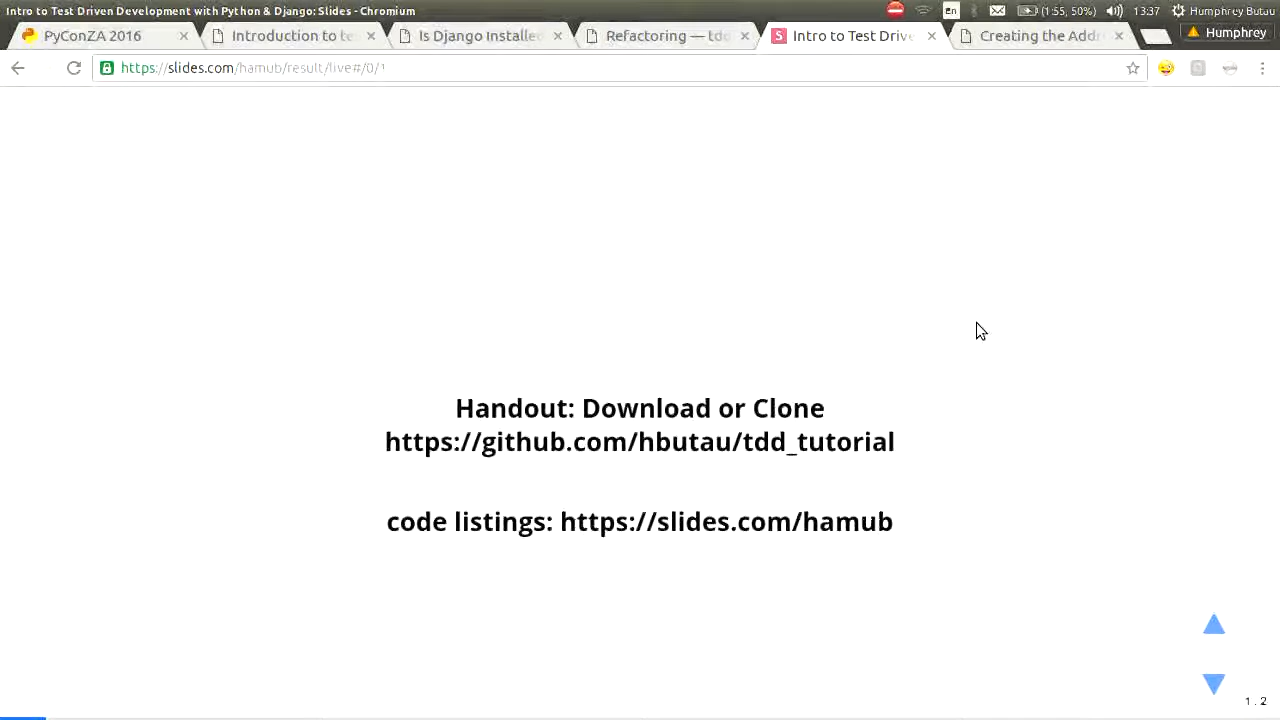 Intro to Test Driven Development with Python & Django: Slides - Chromium
En
(1:55, 50%)
13:37
Humphrey Butau
PyConZA 2016
Introduction to te
Is Django installed
Refactoring — tdd
Intro to Test Drive
Creating the Addr
Humphrey
https://slides.com/hamub/result/live#/0/1
Handout: Download or Clone
https://github.com/hbutau/tdd_tutorial
code listings: https://slides.com/hamub
1.2